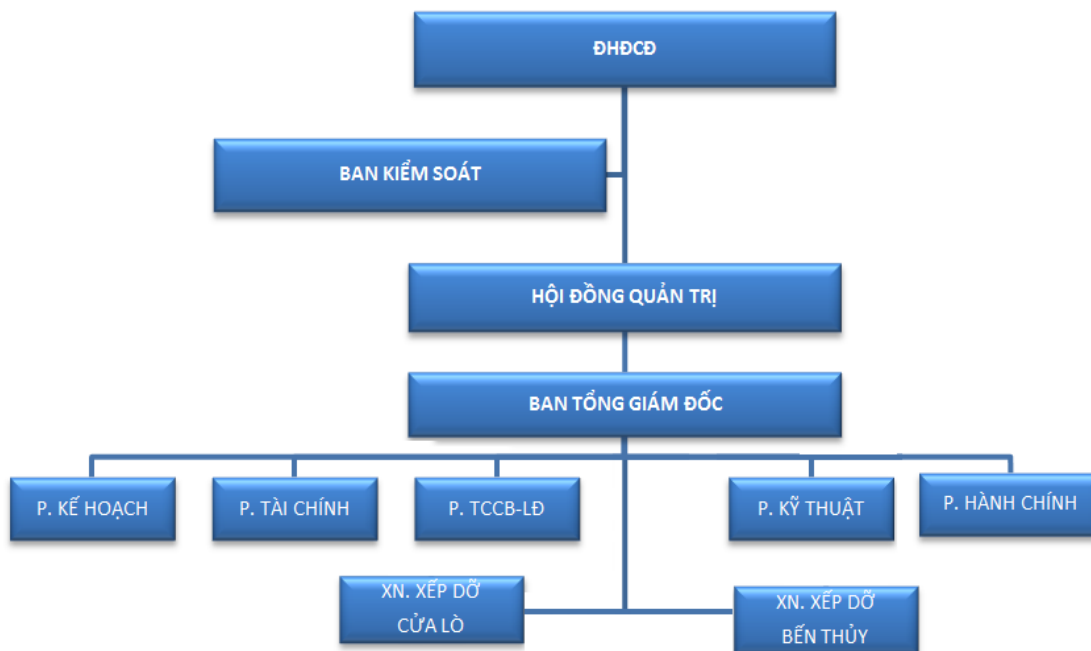 ĐHĐCĐ
BAN KIỂM SOÁT
HỘI ĐỒNG QUẢN TRỊ
BAN TỔNG GIÁM ĐỐC
P. KẾ HOẠCH
P. TÀI CHÍNH
P. TCCB-LĐ
P. KỸ THUẬT
P. HÀNH CHÍNH
XN. XẾP DỠ
CỬA LÒ
XN. XẾP DỠ
BẾN THỦY